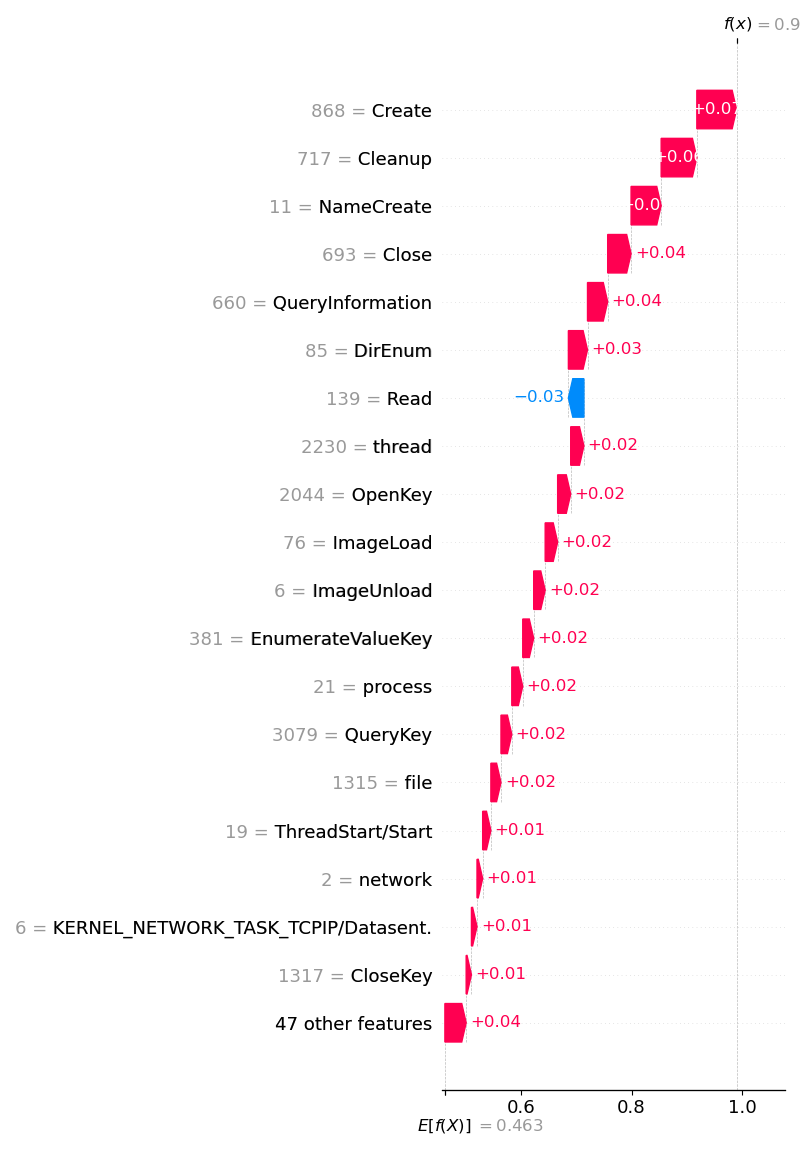 f(x) = 0.9
868 = Create
+0.07
717 = Cleanup
+0.06
11 = NameCreate
+0.0
693 = Close
+0.04
660 = QueryInformation
+0.04
85 = DirEnum
+0.03
139 = Read
−0.03
2230 = thread
+0.02
2044 = OpenKey
+0.02
76 = ImageLoad
+0.02
6 = ImageUnload
+0.02
381 = EnumerateValueKey
+0.02
21 = process
+0.02
3079 = QueryKey
+0.02
1315 = file
+0.02
19 = ThreadStart/Start
+0.01
2 = network
+0.01
6 = KERNEL_NETWORK_TASK_TCPIP/Datasent.
+0.01
1317 = CloseKey
+0.01
47 other features
+0.04
0.6 0.8 1.0
E[f(X)] = 0.463